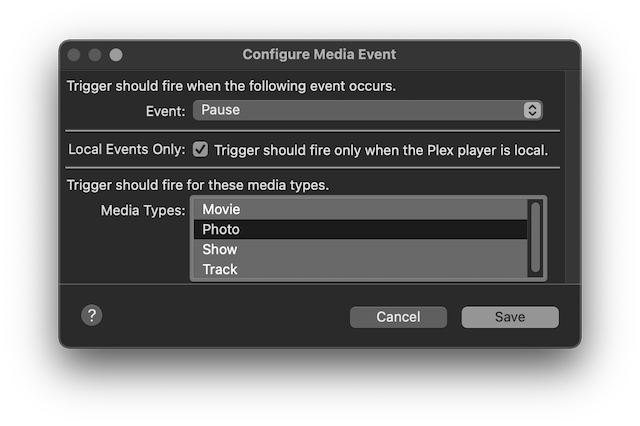 Configure Media Event
Trigger should fire when the following event occurs.
Event: Pause
Local Events Only: Trigger should fire only when the Plex player is local.
Trigger should fire for these media types.
Media Types: Movie
Photo
Show
Track
? Cancel Save